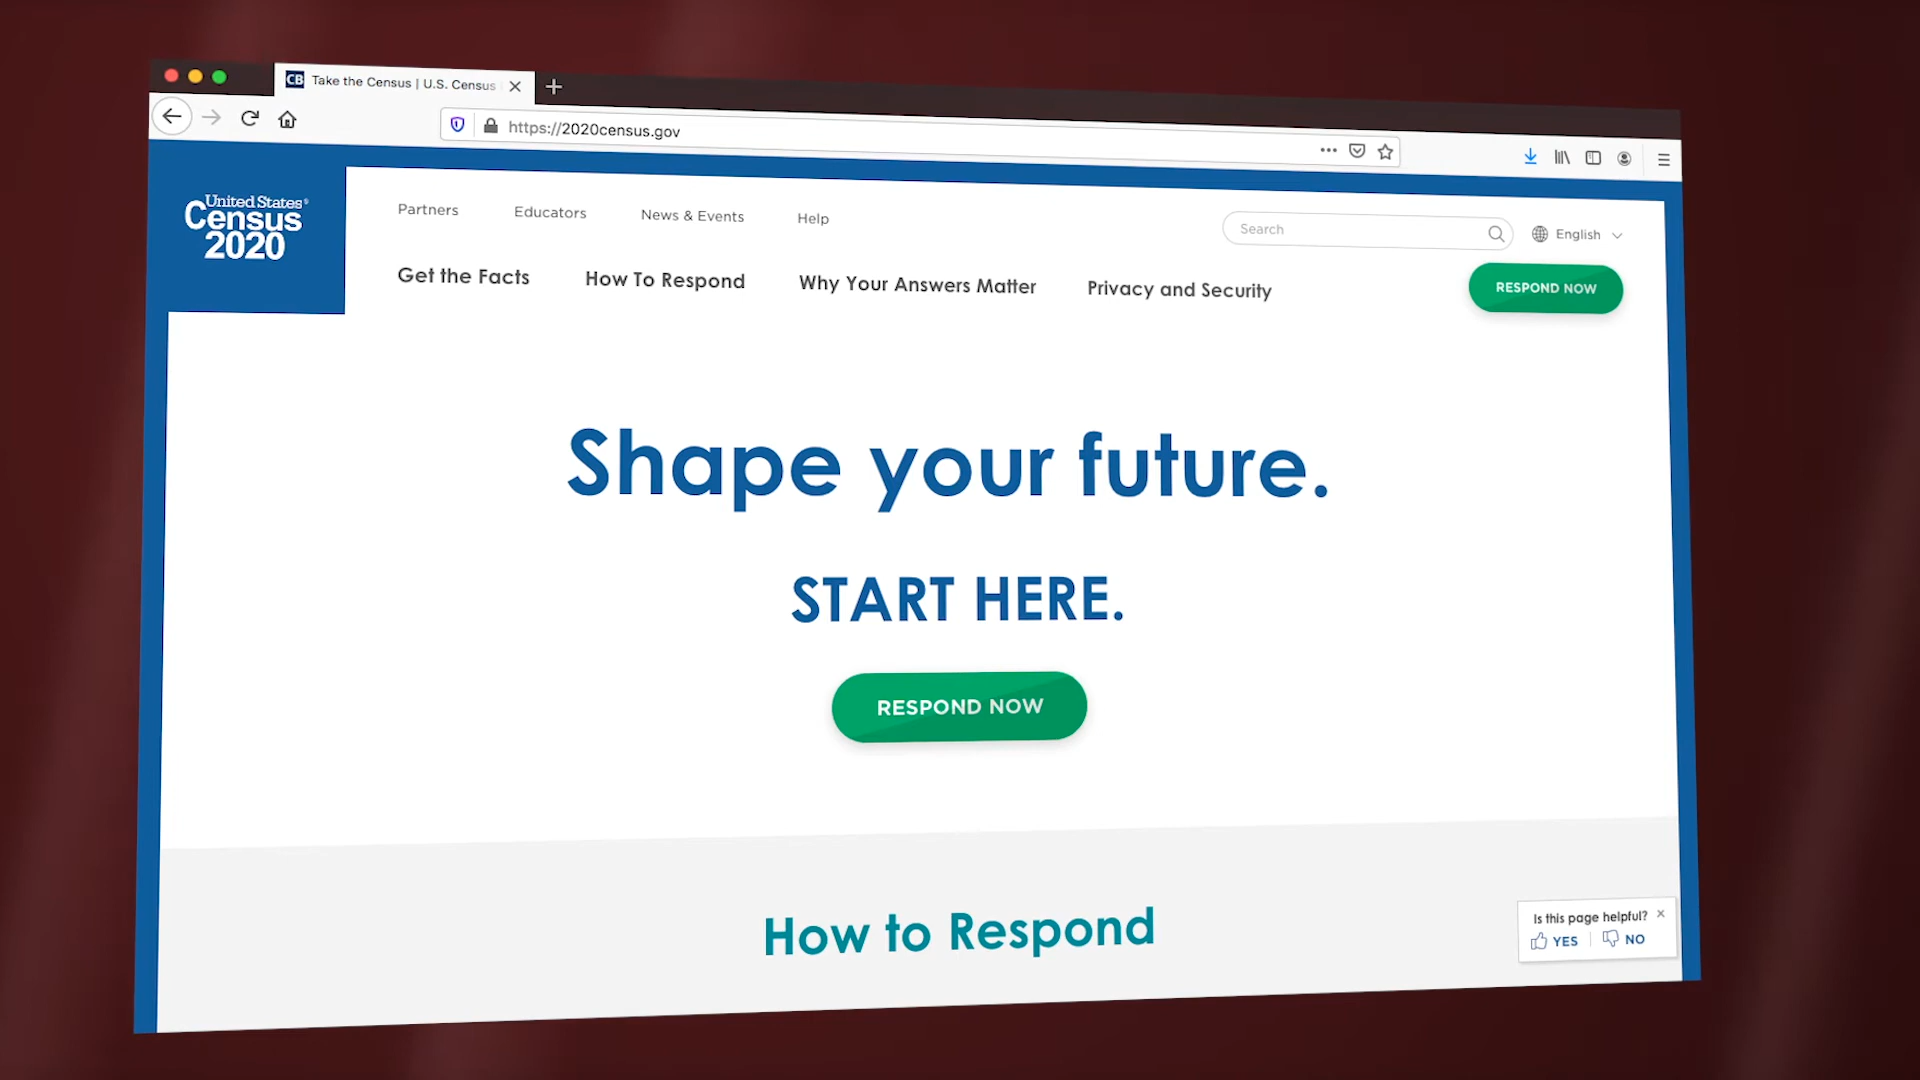 CB Take the Census | U.S. Census
https://2020census.gov
United States®
Census
2020
Partners Educators News & Events Help
Search
English
Get the Facts How To Respond Why Your Answers Matter Privacy and Security
RESPOND NOW
Shape your future.
START HERE.
RESPOND NOW
How to Respond
Is this page helpful? ×
YES | NO